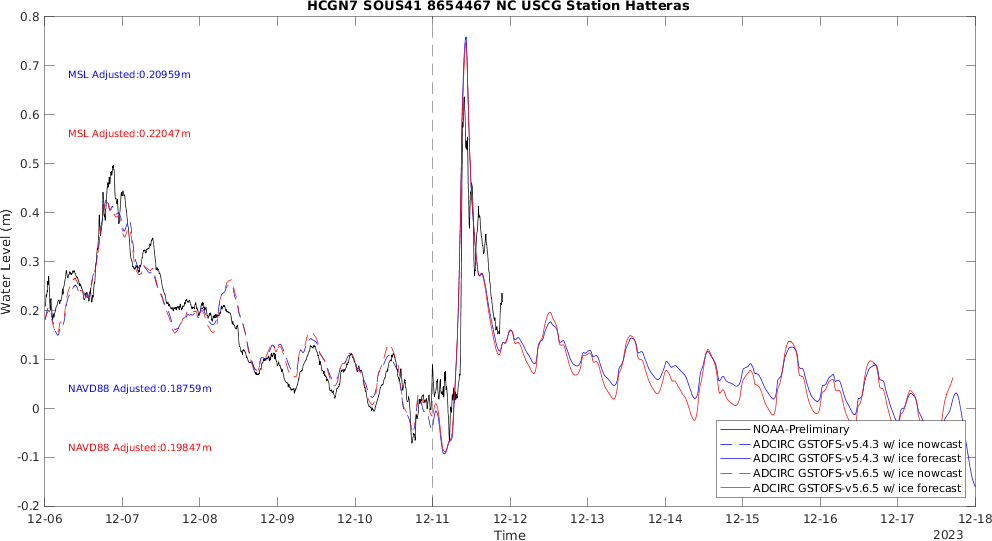 HCGN7 SOUS41 8654467 NC USCG Station Hatteras
0.8
0.7
0.6
0.5
0.4
0.3
0.2
0.1
0
-0.1
-0.2
Water Level (m)
MSL Adjusted:0.20959m
MSL Adjusted:0.22047m
NAVD88 Adjusted:0.18759m
NAVD88 Adjusted:0.19847m
NOAA-Preliminary
ADCIRC GSTOFS-v5.4.3 w/ ice nowcast
ADCIRC GSTOFS-v5.4.3 w/ ice forecast
ADCIRC GSTOFS-v5.6.5 w/ ice nowcast
ADCIRC GSTOFS-v5.6.5 w/ ice forecast
12-06 12-07 12-08 12-09 12-10 12-11 12-12 12-13 12-14 12-15 12-16 12-17 12-18
Time
2023